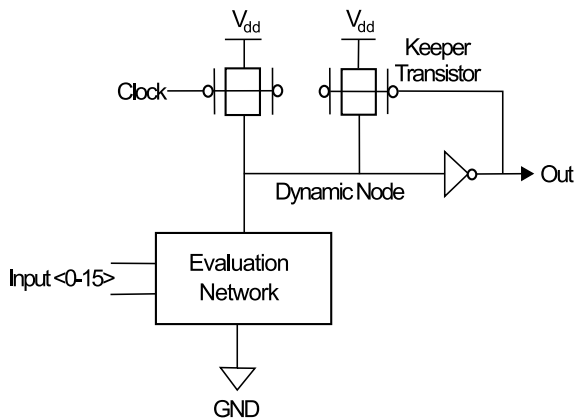 Vdd
Vdd
Keeper
Transistor
Clock
Dynamic Node
Out
Input <0-15>
Evaluation
Network
GND